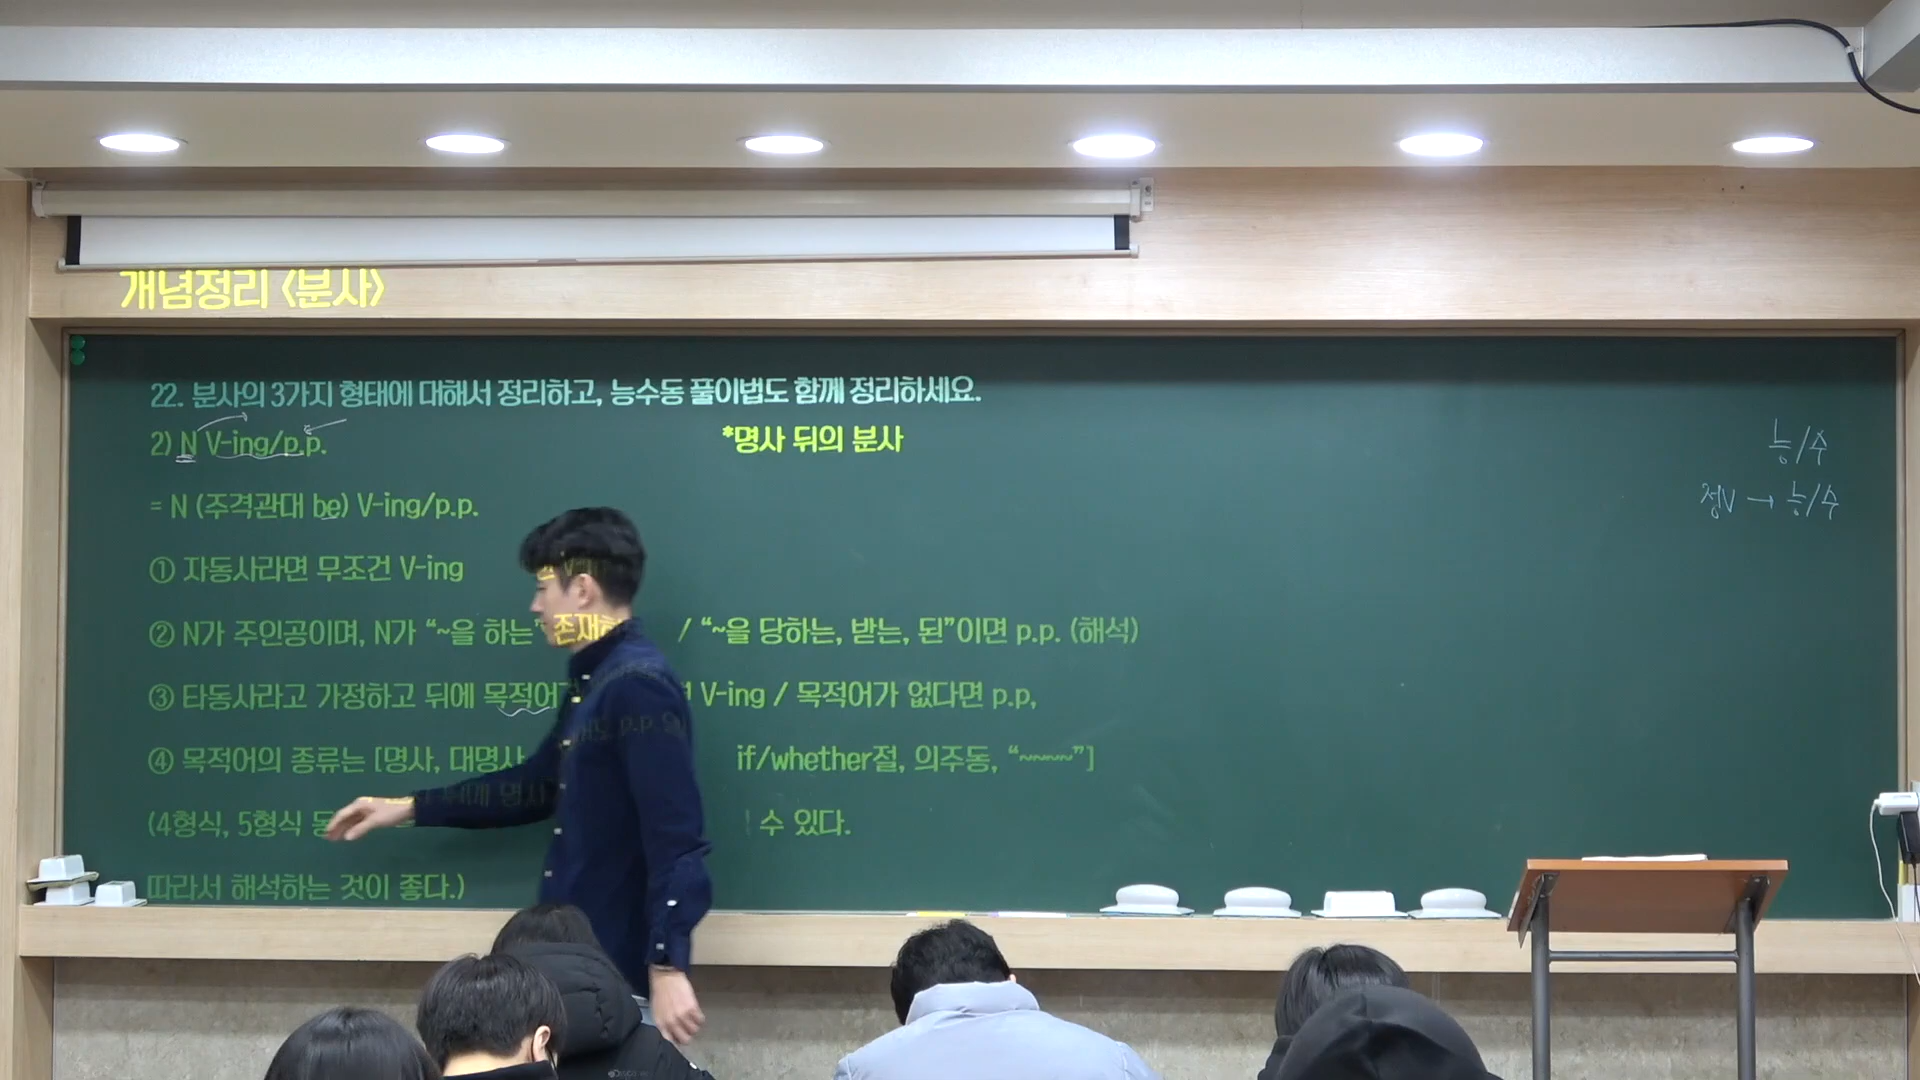 개념정리 <분사>
22. 분사의 3가지 형태에 대해서 정리하고, 능수동 풀이법도 함께 정리하세요.
2) N V-ing/p.p. *명사 뒤의 분사
= N (주격관대 be) V-ing/p.p.
① 자동사라면 무조건 V-ing
② N가 주인공이며, N가 “~을 하는” / “~을 당하는, 받는, 된”이면 p.p. (해석)
③ 타동사라고 가정하고 뒤에 목적어 V-ing / 목적어가 없다면 p.p,
④ 목적어의 종류는 [명사, 대명사 if/whether절, 의주동, “~~~~”]
(4형식, 5형식 수 있다.
따라서 해석하는 것이 좋다.)
능/수
정V → 능/수